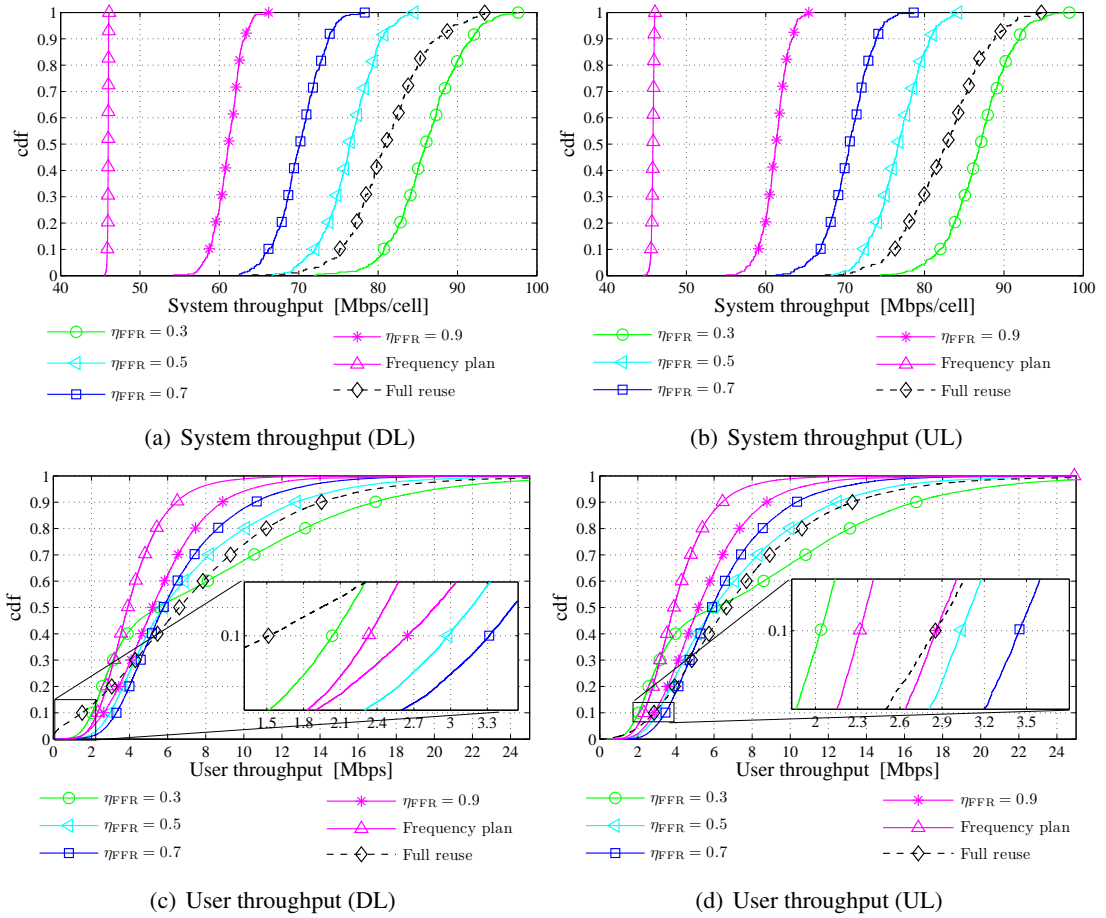 1
0.9
0.8
0.7
0.6
0.5
0.4
0.3
0.2
0.1
0
cdf
40 50 60 70 80 90 100
System throughput [Mbps/cell]
η_FFR = 0.3
η_FFR = 0.5
η_FFR = 0.7
η_FFR = 0.9
Frequency plan
Full reuse
(a) System throughput (DL)
1
0.9
0.8
0.7
0.6
0.5
0.4
0.3
0.2
0.1
0
cdf
40 50 60 70 80 90 100
System throughput [Mbps/cell]
η_FFR = 0.3
η_FFR = 0.5
η_FFR = 0.7
η_FFR = 0.9
Frequency plan
Full reuse
(b) System throughput (UL)
1
0.9
0.8
0.7
0.6
0.5
0.4
0.3
0.2
0.1
0
cdf
0.1
1.5 1.8 2.1 2.4 2.7 3 3.3
0 2 4 6 8 10 12 14 16 18 20 22 24
User throughput [Mbps]
η_FFR = 0.3
η_FFR = 0.5
η_FFR = 0.7
η_FFR = 0.9
Frequency plan
Full reuse
(c) User throughput (DL)
1
0.9
0.8
0.7
0.6
0.5
0.4
0.3
0.2
0.1
0
cdf
0.1
2 2.3 2.6 2.9 3.2 3.5
0 2 4 6 8 10 12 14 16 18 20 22 24
User throughput [Mbps]
η_FFR = 0.3
η_FFR = 0.5
η_FFR = 0.7
η_FFR = 0.9
Frequency plan
Full reuse
(d) User throughput (UL)